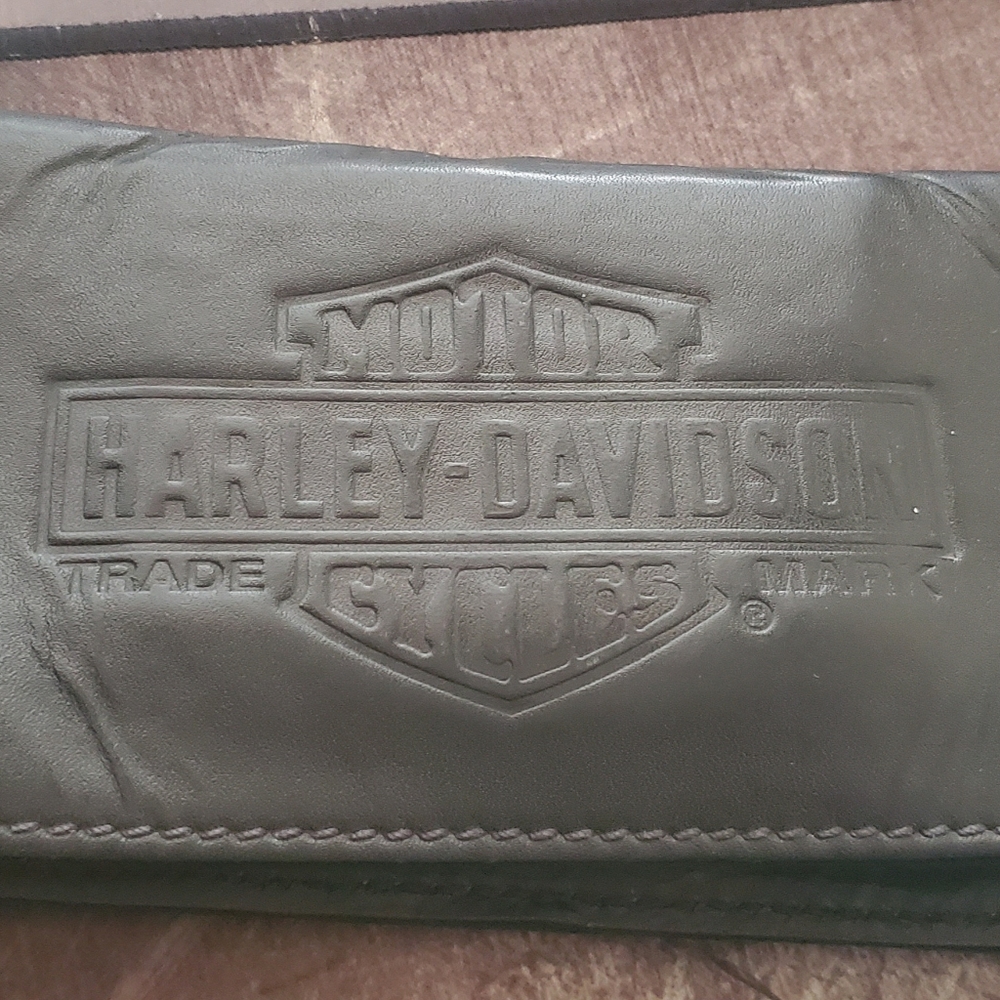 MOTOR
HARLEY-DAVIDSON
TRADE CYCLES MARK
®